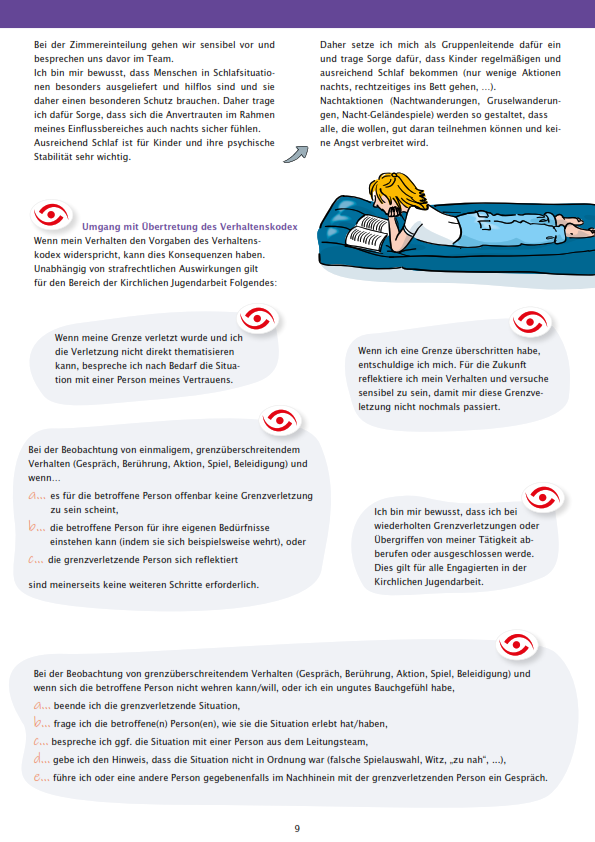 Bei der Zimmereinteilung gehen wir sensibel vor und
besprechen uns davor im Team.
Ich bin mir bewusst, dass Menschen in Schlafsituatio-
nen besonders ausgeliefert und hilflos sind und sie
daher einen besonderen Schutz brauchen. Daher trage
ich dafür Sorge, dass sich die Anvertrauten im Rahmen
meines Einflussbereiches auch nachts sicher fühlen.
Ausreichend Schlaf ist für Kinder und ihre psychische
Stabilität sehr wichtig.
Daher setze ich mich als Gruppenleitende dafür ein
und trage Sorge dafür, dass Kinder regelmäßigen und
ausreichend Schlaf bekommen (nur wenige Aktionen
nachts, rechtzeitiges ins Bett gehen, ...).
Nachtaktionen (Nachtwanderungen, Gruselwanderun-
gen, Nacht-Geländespiele) werden so gestaltet, dass
alle, die wollen, gut daran teilnehmen können und kei-
ne Angst verbreitet wird.
Umgang mit Übertretung des Verhaltenskodex
Wenn mein Verhalten den Vorgaben des Verhaltens-
kodex widerspricht, kann dies Konsequenzen haben.
Unabhängig von strafrechtlichen Auswirkungen gilt
für den Bereich der Kirchlichen Jugendarbeit Folgendes:
Wenn meine Grenze verletzt wurde und ich
die Verletzung nicht direkt thematisieren
kann, bespreche ich nach Bedarf die Situa-
tion mit einer Person meines Vertrauens.
Wenn ich eine Grenze überschritten habe,
entschuldige ich mich. Für die Zukunft
reflektiere ich mein Verhalten und versuche
sensibel zu sein, damit mir diese Grenzve-
letzung nicht nochmals passiert.
Bei der Beobachtung von einmaligem, grenzüberschreitendem
Verhalten (Gespräch, Berührung, Aktion, Spiel, Beleidigung) und
wenn...
a... es für die betroffene Person offenbar keine Grenzverletzung
zu sein scheint,
b... die betroffene Person für ihre eigenen Bedürfnisse
einstehen kann (indem sie sich beispielsweise wehrt), oder
c... die grenzverletzende Person sich reflektiert
sind meinerseits keine weiteren Schritte erforderlich.
Ich bin mir bewusst, dass ich bei
wiederholten Grenzverletzungen oder
Übergriffen von meiner Tätigkeit ab-
berufen oder ausgeschlossen werde.
Dies gilt für alle Engagierten in der
Kirchlichen Jugendarbeit.
Bei der Beobachtung von grenzüberschreitendem Verhalten (Gespräch, Berührung, Aktion, Spiel, Beleidigung) und
wenn sich die betroffene Person nicht wehren kann/will, oder ich ein ungutes Bauchgefühl habe,
a... beende ich die grenzverletzende Situation,
b... frage ich die betroffene(n) Person(en), wie sie die Situation erlebt hat/haben,
c... bespreche ich ggf. die Situation mit einer Person aus dem Leitungsteam,
d... gebe ich den Hinweis, dass die Situation nicht in Ordnung war (falsche Spielauswahl, Witz, „zu nah“, ...),
e... führe ich oder eine andere Person gegebenenfalls im Nachhinein mit der grenzverletzenden Person ein Gespräch.
9